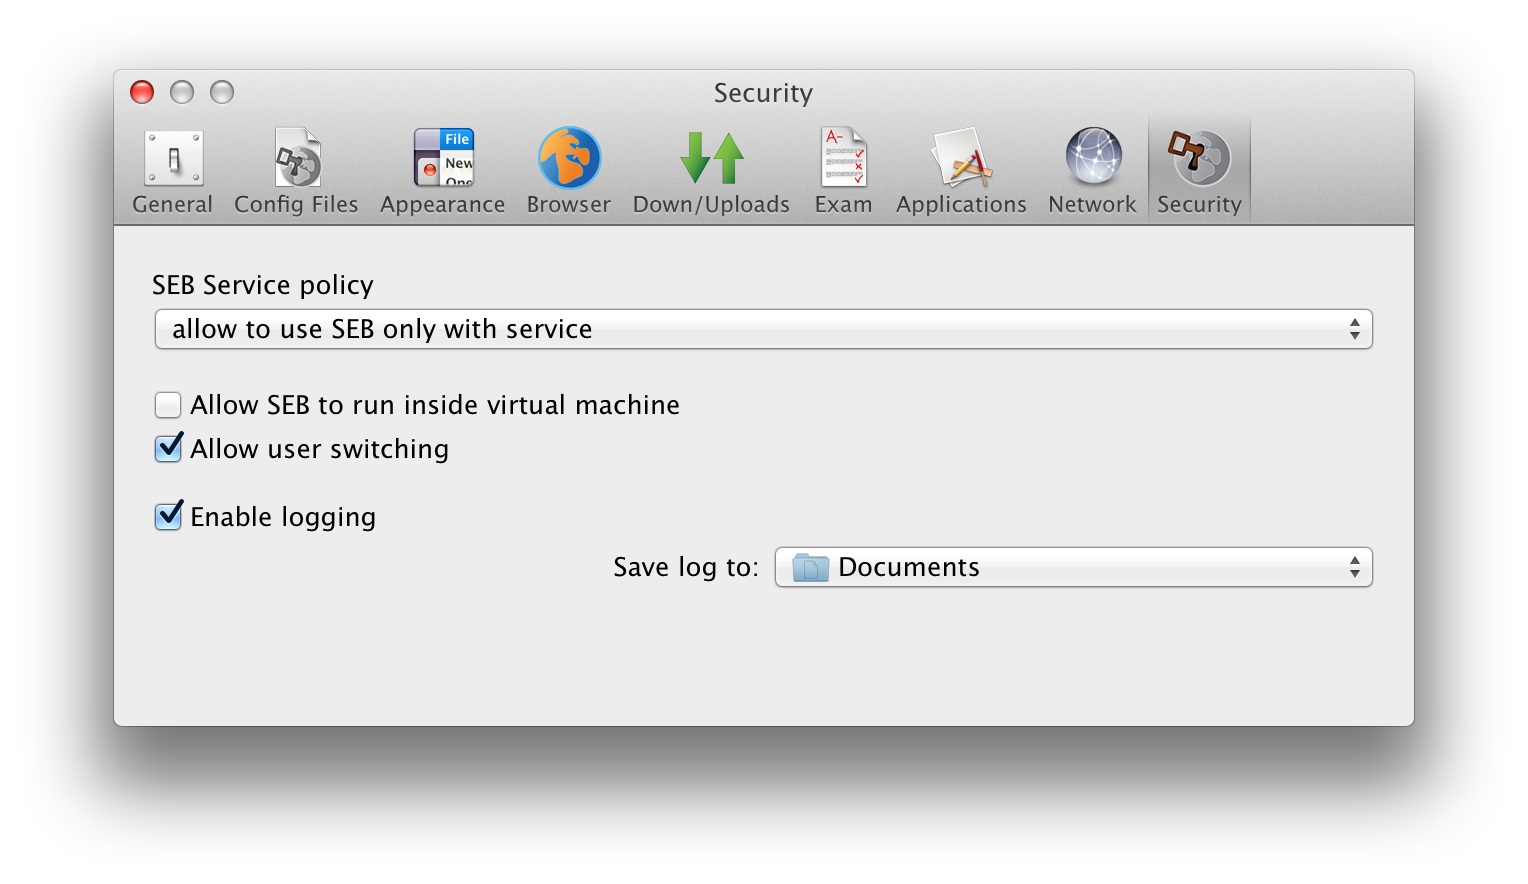 Security
File
New
A-
General Config Files Appearance Browser Down/Uploads Exam Applications Network Security
SEB Service policy
allow to use SEB only with service
Allow SEB to run inside virtual machine
Allow user switching
Enable logging
Save log to: Documents